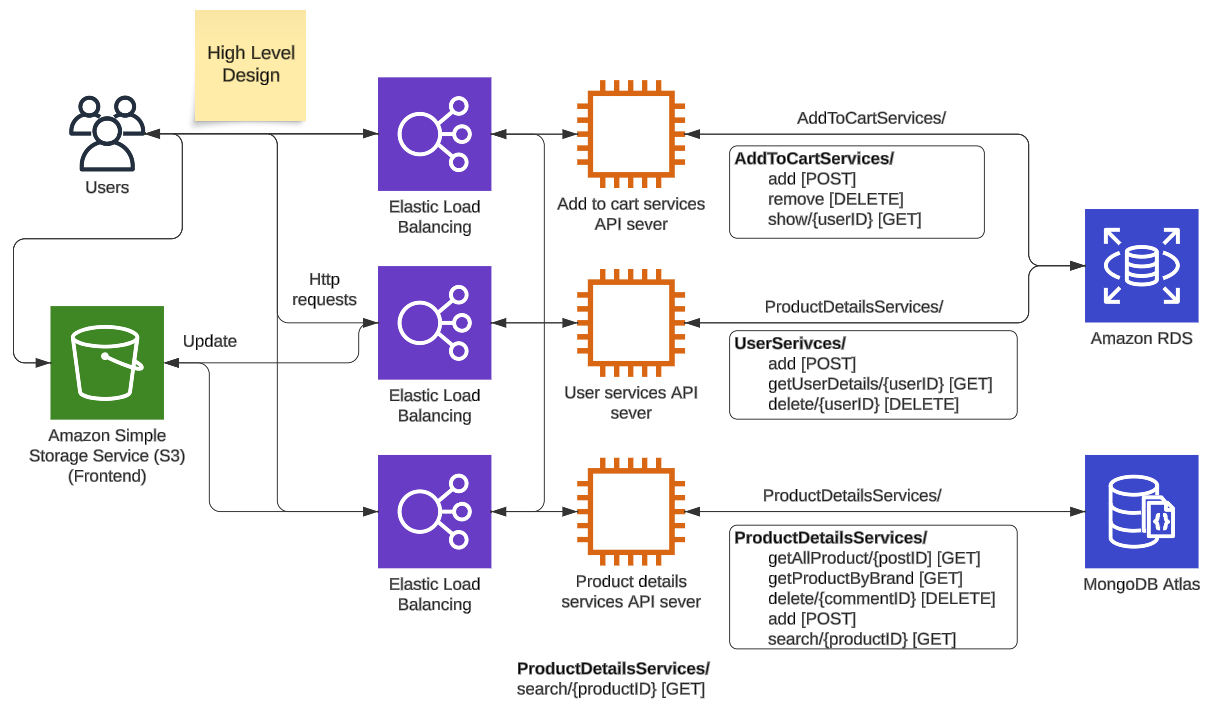 High Level
Design
Users
Elastic Load
Balancing
Add to cart services
API sever
AddToCartServices/
AddToCartServices/
add [POST]
remove [DELETE]
show/{userID} [GET]
Http
requests
Update
Amazon Simple
Storage Service (S3)
(Frontend)
Elastic Load
Balancing
User services API
sever
ProductDetailsServices/
UserSerivces/
add [POST]
getUserDetails/{userID} [GET]
delete/{userID} [DELETE]
Amazon RDS
Elastic Load
Balancing
Product details
services API sever
ProductDetailsServices/
ProductDetailsServices/
getAllProduct/{postID] [GET]
getProductByBrand [GET]
delete/{commentID} [DELETE]
add [POST]
search/{productID} [GET]
MongoDB Atlas
ProductDetailsServices/
search/{productID} [GET]